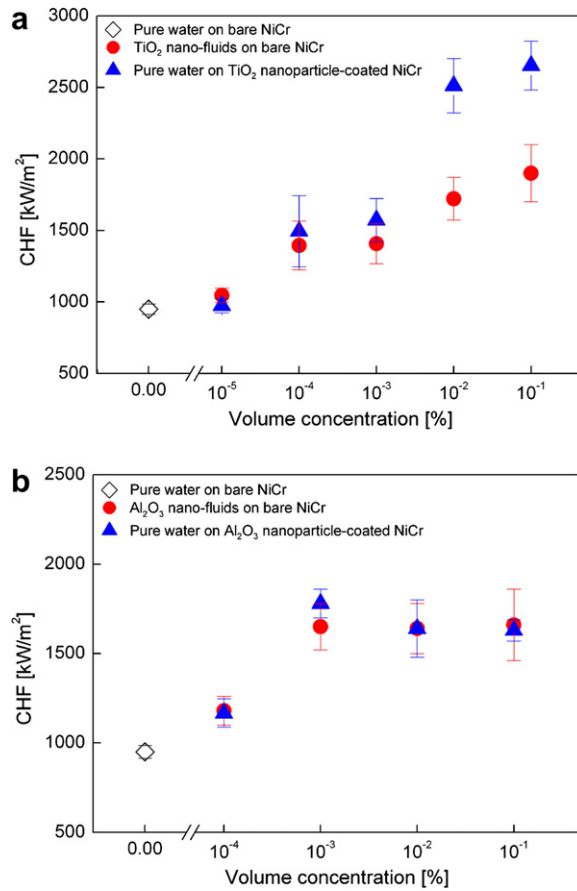 a
Pure water on bare NiCr
TiO₂ nano-fluids on bare NiCr
Pure water on TiO₂ nanoparticle-coated NiCr
3000
2500
2000
1500
1000
500
CHF [kW/m²]
0.00 10⁻⁵ 10⁻⁴ 10⁻³ 10⁻² 10⁻¹
Volume concentration [%]
b
Pure water on bare NiCr
Al₂O₃ nano-fluids on bare NiCr
Pure water on Al₂O₃ nanoparticle-coated NiCr
2500
2000
1500
1000
500
CHF [kW/m²]
0.00 10⁻⁴ 10⁻³ 10⁻² 10⁻¹
Volume concentration [%]